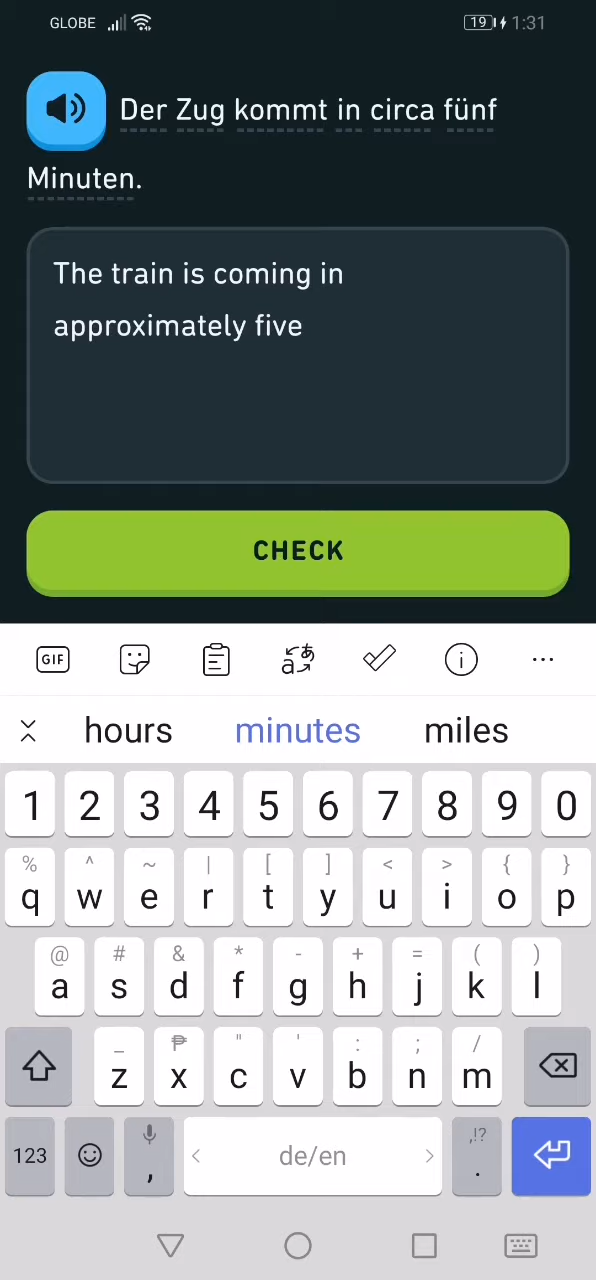 GLOBE 19 1:31
Der Zug kommt in circa fünf
Minuten.
The train is coming in
approximately five
CHECK
GIF
hours minutes miles
1 2 3 4 5 6 7 8 9 0
% ^ ~ | [ ] < > { }
q w e r t y u i o p
@ # & * - + = ( )
a s d f g h j k l
_ ₱ " ' : ; /
z x c v b n m
123 , de/en ,!? .